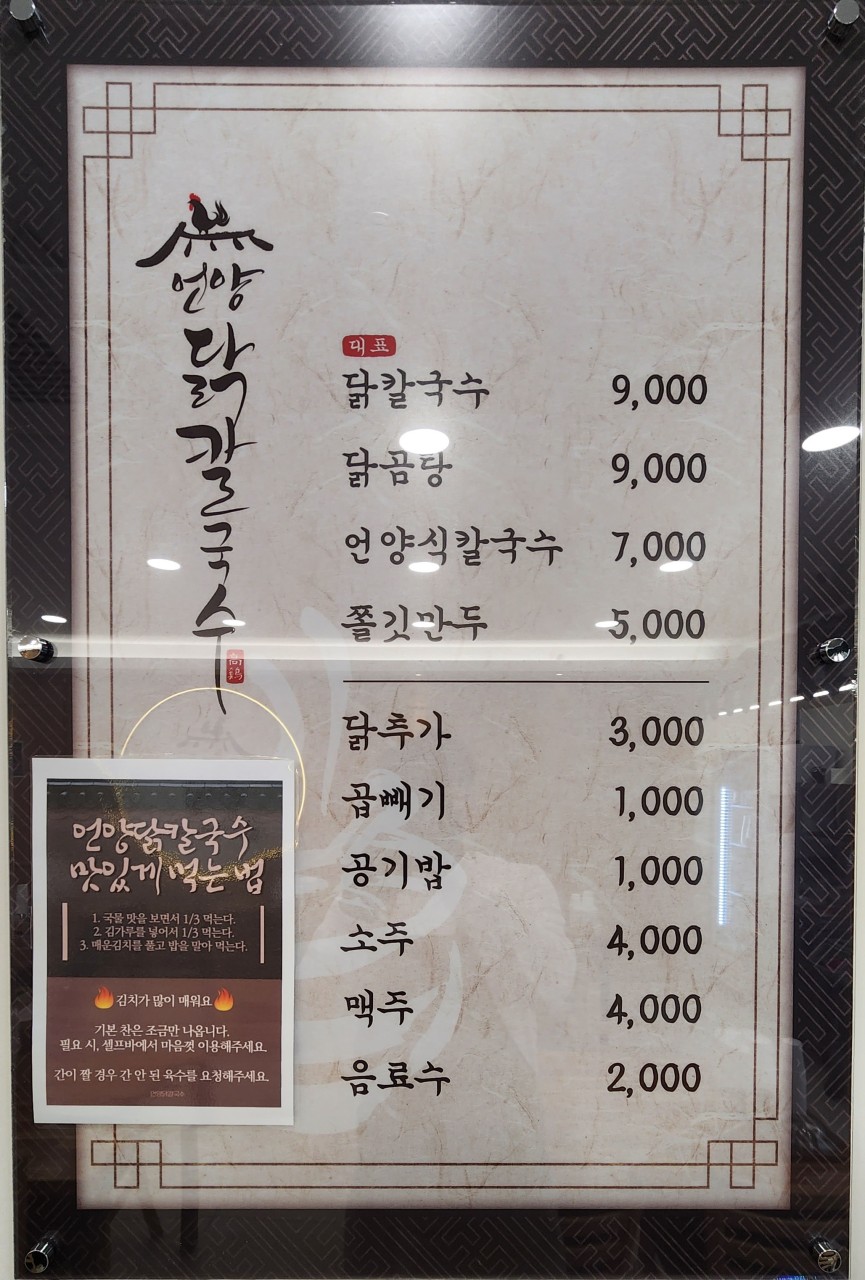 언양
닭
칼
국
수
대표
닭칼국수 9,000
닭곰탕 9,000
언양식칼국수 7,000
쫄깃만두 5,000
닭추가 3,000
곱빼기 1,000
공기밥 1,000
소주 4,000
맥주 4,000
음료수 2,000
언양닭칼국수
맛있게 먹는 법
1. 국물 맛을 보면서 1/3 먹는다.
2. 김가루를 넣어서 1/3 먹는다.
3. 매운김치를 풀고 밥을 말아 먹는다.
🔥김치가 많이 매워요🔥
기본 찬은 조금만 나옵니다.
필요 시, 셀프바에서 마음껏 이용해주세요.
간이 짤 경우 간 안 된 육수를 요청해주세요.